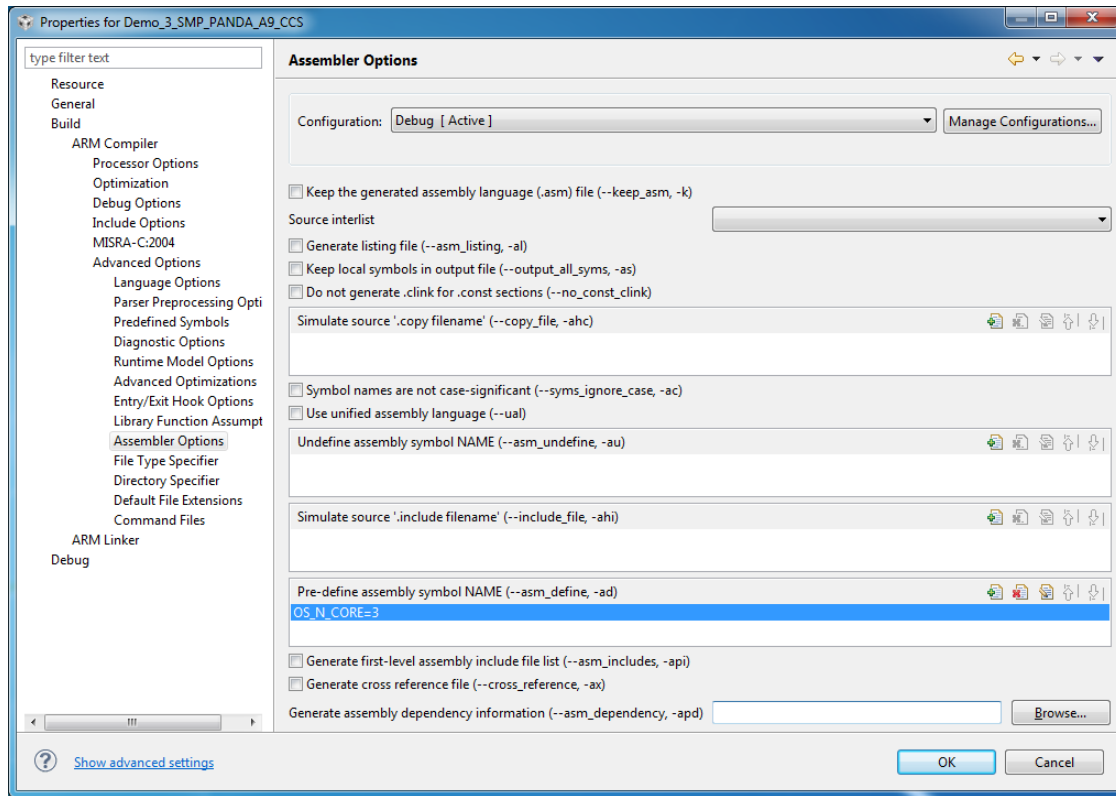 Properties for Demo_3_SMP_PANDA_A9_CCS
type filter text
Resource
General
Build
ARM Compiler
Processor Options
Optimization
Debug Options
Include Options
MISRA-C:2004
Advanced Options
Language Options
Parser Preprocessing Opti
Predefined Symbols
Diagnostic Options
Runtime Model Options
Advanced Optimizations
Entry/Exit Hook Options
Library Function Assumpt
Assembler Options
File Type Specifier
Directory Specifier
Default File Extensions
Command Files
ARM Linker
Debug
Assembler Options
Configuration: Debug [ Active ] Manage Configurations...
Keep the generated assembly language (.asm) file (--keep_asm, -k)
Source interlist
Generate listing file (--asm_listing, -al)
Keep local symbols in output file (--output_all_syms, -as)
Do not generate .clink for .const sections (--no_const_clink)
Simulate source '.copy filename' (--copy_file, -ahc)
Symbol names are not case-significant (--syms_ignore_case, -ac)
Use unified assembly language (--ual)
Undefine assembly symbol NAME (--asm_undefine, -au)
Simulate source '.include filename' (--include_file, -ahi)
Pre-define assembly symbol NAME (--asm_define, -ad)
OS_N_CORE=3
Generate first-level assembly include file list (--asm_includes, -api)
Generate cross reference file (--cross_reference, -ax)
Generate assembly dependency information (--asm_dependency, -apd) Browse...
Show advanced settings OK Cancel